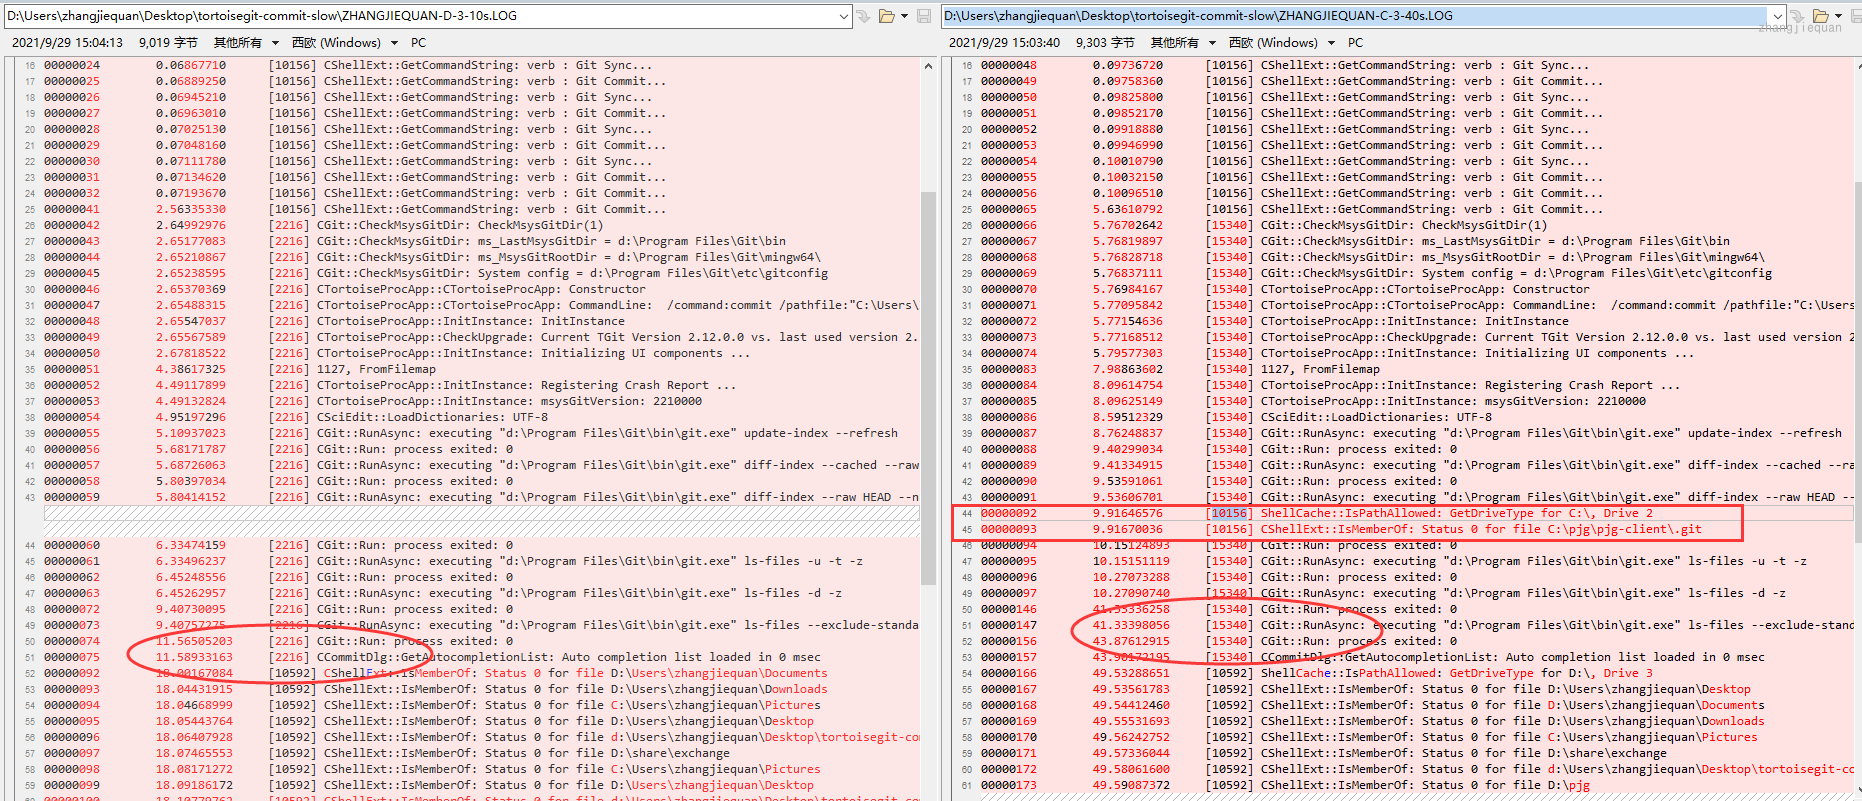 D:\Users\zhangjiequan\Desktop\tortoisegit-commit-slow\ZHANGJIEQUAN-D-3-10s.LOG
2021/9/29 15:04:13 9,019 字节 其他所有 西欧 (Windows) PC
16 00000024 0.06867710 [10156] CShellExt::GetCommandString: verb : Git Sync...
17 00000025 0.06889250 [10156] CShellExt::GetCommandString: verb : Git Commit...
18 00000026 0.06945210 [10156] CShellExt::GetCommandString: verb : Git Sync...
19 00000027 0.06963010 [10156] CShellExt::GetCommandString: verb : Git Commit...
20 00000028 0.07025130 [10156] CShellExt::GetCommandString: verb : Git Sync...
21 00000029 0.07048160 [10156] CShellExt::GetCommandString: verb : Git Commit...
22 00000030 0.07111780 [10156] CShellExt::GetCommandString: verb : Git Sync...
23 00000031 0.07134620 [10156] CShellExt::GetCommandString: verb : Git Commit...
24 00000032 0.07193670 [10156] CShellExt::GetCommandString: verb : Git Commit...
25 00000041 2.56335330 [10156] CShellExt::GetCommandString: verb : Git Commit...
26 00000042 2.64992976 [2216] CGit::CheckMsysGitDir: CheckMsysGitDir(1)
27 00000043 2.65177083 [2216] CGit::CheckMsysGitDir: ms_LastMsysGitDir = d:\Program Files\Git\bin
28 00000044 2.65210867 [2216] CGit::CheckMsysGitDir: ms_MsysGitRootDir = d:\Program Files\Git\mingw64\
29 00000045 2.65238595 [2216] CGit::CheckMsysGitDir: System config = d:\Program Files\Git\etc\gitconfig
30 00000046 2.65370369 [2216] CTortoiseProcApp::CTortoiseProcApp: Constructor
31 00000047 2.65488315 [2216] CTortoiseProcApp::CTortoiseProcApp: CommandLine: /command:commit /pathfile:"C:\Users\
32 00000048 2.65547037 [2216] CTortoiseProcApp::InitInstance: InitInstance
33 00000049 2.65567589 [2216] CTortoiseProcApp::CheckUpgrade: Current TGit Version 2.12.0.0 vs. last used version 2.
34 00000050 2.67818522 [2216] CTortoiseProcApp::InitInstance: Initializing UI components ...
35 00000051 4.38617325 [2216] 1127, FromFilemap
36 00000052 4.49117899 [2216] CTortoiseProcApp::InitInstance: Registering Crash Report ...
37 00000053 4.49132824 [2216] CTortoiseProcApp::InitInstance: msysGitVersion: 2210000
38 00000054 4.95197296 [2216] CSciEdit::LoadDictionaries: UTF-8
39 00000055 5.10937023 [2216] CGit::RunAsync: executing "d:\Program Files\Git\bin\git.exe" update-index --refresh
40 00000056 5.68171787 [2216] CGit::Run: process exited: 0
41 00000057 5.68726063 [2216] CGit::RunAsync: executing "d:\Program Files\Git\bin\git.exe" diff-index --cached --raw
42 00000058 5.80397034 [2216] CGit::Run: process exited: 0
43 00000059 5.80414152 [2216] CGit::RunAsync: executing "d:\Program Files\Git\bin\git.exe" diff-index --raw HEAD --n
44 00000060 6.33474159 [2216] CGit::Run: process exited: 0
45 00000061 6.33496237 [2216] CGit::RunAsync: executing "d:\Program Files\Git\bin\git.exe" ls-files -u -t -z
46 00000062 6.45248556 [2216] CGit::Run: process exited: 0
47 00000063 6.45262957 [2216] CGit::RunAsync: executing "d:\Program Files\Git\bin\git.exe" ls-files -d -z
48 00000072 9.40730095 [2216] CGit::Run: process exited: 0
49 00000073 9.40757275 [2216] CGit::RunAsync: executing "d:\Program Files\Git\bin\git.exe" ls-files --exclude-standa
50 00000074 11.56505203 [2216] CGit::Run: process exited: 0
51 00000075 11.58933163 [2216] CCommitDlg::GetAutocompletionList: Auto completion list loaded in 0 msec
52 00000092 18.00167084 [10592] CShellExt::IsMemberOf: Status 0 for file D:\Users\zhangjiequan\Documents
53 00000093 18.04431915 [10592] CShellExt::IsMemberOf: Status 0 for file D:\Users\zhangjiequan\Downloads
54 00000094 18.04668999 [10592] CShellExt::IsMemberOf: Status 0 for file C:\Users\zhangjiequan\Pictures
55 00000095 18.05443764 [10592] CShellExt::IsMemberOf: Status 0 for file D:\Users\zhangjiequan\Desktop
56 00000096 18.06407928 [10592] CShellExt::IsMemberOf: Status 0 for file d:\Users\zhangjiequan\Desktop\tortoisegit-co
57 00000097 18.07465553 [10592] CShellExt::IsMemberOf: Status 0 for file D:\share\exchange
58 00000098 18.08171272 [10592] CShellExt::IsMemberOf: Status 0 for file C:\Users\zhangjiequan\Pictures
59 00000099 18.09186172 [10592] CShellExt::IsMemberOf: Status 0 for file D:\Users\zhangjiequan\Desktop
D:\Users\zhangjiequan\Desktop\tortoisegit-commit-slow\ZHANGJIEQUAN-C-3-40s.LOG
zhangjiequan
2021/9/29 15:03:40 9,303 字节 其他所有 西欧 (Windows) PC
16 00000048 0.09736720 [10156] CShellExt::GetCommandString: verb : Git Sync...
17 00000049 0.09758360 [10156] CShellExt::GetCommandString: verb : Git Commit...
18 00000050 0.09825800 [10156] CShellExt::GetCommandString: verb : Git Sync...
19 00000051 0.09852170 [10156] CShellExt::GetCommandString: verb : Git Commit...
20 00000052 0.09918880 [10156] CShellExt::GetCommandString: verb : Git Sync...
21 00000053 0.09946990 [10156] CShellExt::GetCommandString: verb : Git Commit...
22 00000054 0.10010790 [10156] CShellExt::GetCommandString: verb : Git Sync...
23 00000055 0.10032150 [10156] CShellExt::GetCommandString: verb : Git Commit...
24 00000056 0.10096510 [10156] CShellExt::GetCommandString: verb : Git Commit...
25 00000065 5.63610792 [10156] CShellExt::GetCommandString: verb : Git Commit...
26 00000066 5.76702642 [15340] CGit::CheckMsysGitDir: CheckMsysGitDir(1)
27 00000067 5.76819897 [15340] CGit::CheckMsysGitDir: ms_LastMsysGitDir = d:\Program Files\Git\bin
28 00000068 5.76828718 [15340] CGit::CheckMsysGitDir: ms_MsysGitRootDir = d:\Program Files\Git\mingw64\
29 00000069 5.76837111 [15340] CGit::CheckMsysGitDir: System config = d:\Program Files\Git\etc\gitconfig
30 00000070 5.76984167 [15340] CTortoiseProcApp::CTortoiseProcApp: Constructor
31 00000071 5.77095842 [15340] CTortoiseProcApp::CTortoiseProcApp: CommandLine: /command:commit /pathfile:"C:\Users
32 00000072 5.77154636 [15340] CTortoiseProcApp::InitInstance: InitInstance
33 00000073 5.77168512 [15340] CTortoiseProcApp::CheckUpgrade: Current TGit Version 2.12.0.0 vs. last used version 2
34 00000074 5.79577303 [15340] CTortoiseProcApp::InitInstance: Initializing UI components ...
35 00000083 7.98863602 [15340] 1127, FromFilemap
36 00000084 8.09614754 [15340] CTortoiseProcApp::InitInstance: Registering Crash Report ...
37 00000085 8.09625149 [15340] CTortoiseProcApp::InitInstance: msysGitVersion: 2210000
38 00000086 8.59512329 [15340] CSciEdit::LoadDictionaries: UTF-8
39 00000087 8.76248837 [15340] CGit::RunAsync: executing "d:\Program Files\Git\bin\git.exe" update-index --refresh
40 00000088 9.40299034 [15340] CGit::Run: process exited: 0
41 00000089 9.41334915 [15340] CGit::RunAsync: executing "d:\Program Files\Git\bin\git.exe" diff-index --cached --ra
42 00000090 9.53591061 [15340] CGit::Run: process exited: 0
43 00000091 9.53606701 [15340] CGit::RunAsync: executing "d:\Program Files\Git\bin\git.exe" diff-index --raw HEAD --
44 00000092 9.91646576 [10156] ShellCache::IsPathAllowed: GetDriveType for C:\, Drive 2
45 00000093 9.91670036 [10156] CShellExt::IsMemberOf: Status 0 for file C:\pjg\pjg-client\.git
46 00000094 10.15124893 [15340] CGit::Run: process exited: 0
47 00000095 10.15151119 [15340] CGit::RunAsync: executing "d:\Program Files\Git\bin\git.exe" ls-files -u -t -z
48 00000096 10.27073288 [15340] CGit::Run: process exited: 0
49 00000097 10.27090740 [15340] CGit::RunAsync: executing "d:\Program Files\Git\bin\git.exe" ls-files -d -z
50 00000146 41.33336258 [15340] CGit::Run: process exited: 0
51 00000147 41.33398056 [15340] CGit::RunAsync: executing "d:\Program Files\Git\bin\git.exe" ls-files --exclude-stan
52 00000156 43.87612915 [15340] CGit::Run: process exited: 0
53 00000157 43.90172195 [15340] CCommitDlg::GetAutocompletionList: Auto completion list loaded in 0 msec
54 00000166 49.53288651 [10592] ShellCache::IsPathAllowed: GetDriveType for D:\, Drive 3
55 00000167 49.53561783 [10592] CShellExt::IsMemberOf: Status 0 for file D:\Users\zhangjiequan\Desktop
56 00000168 49.54412460 [10592] CShellExt::IsMemberOf: Status 0 for file D:\Users\zhangjiequan\Documents
57 00000169 49.55531693 [10592] CShellExt::IsMemberOf: Status 0 for file D:\Users\zhangjiequan\Downloads
58 00000170 49.56242752 [10592] CShellExt::IsMemberOf: Status 0 for file C:\Users\zhangjiequan\Pictures
59 00000171 49.57336044 [10592] CShellExt::IsMemberOf: Status 0 for file D:\share\exchange
60 00000172 49.58061600 [10592] CShellExt::IsMemberOf: Status 0 for file d:\Users\zhangjiequan\Desktop\tortoisegit-co
61 00000173 49.59087372 [10592] CShellExt::IsMemberOf: Status 0 for file D:\pjg